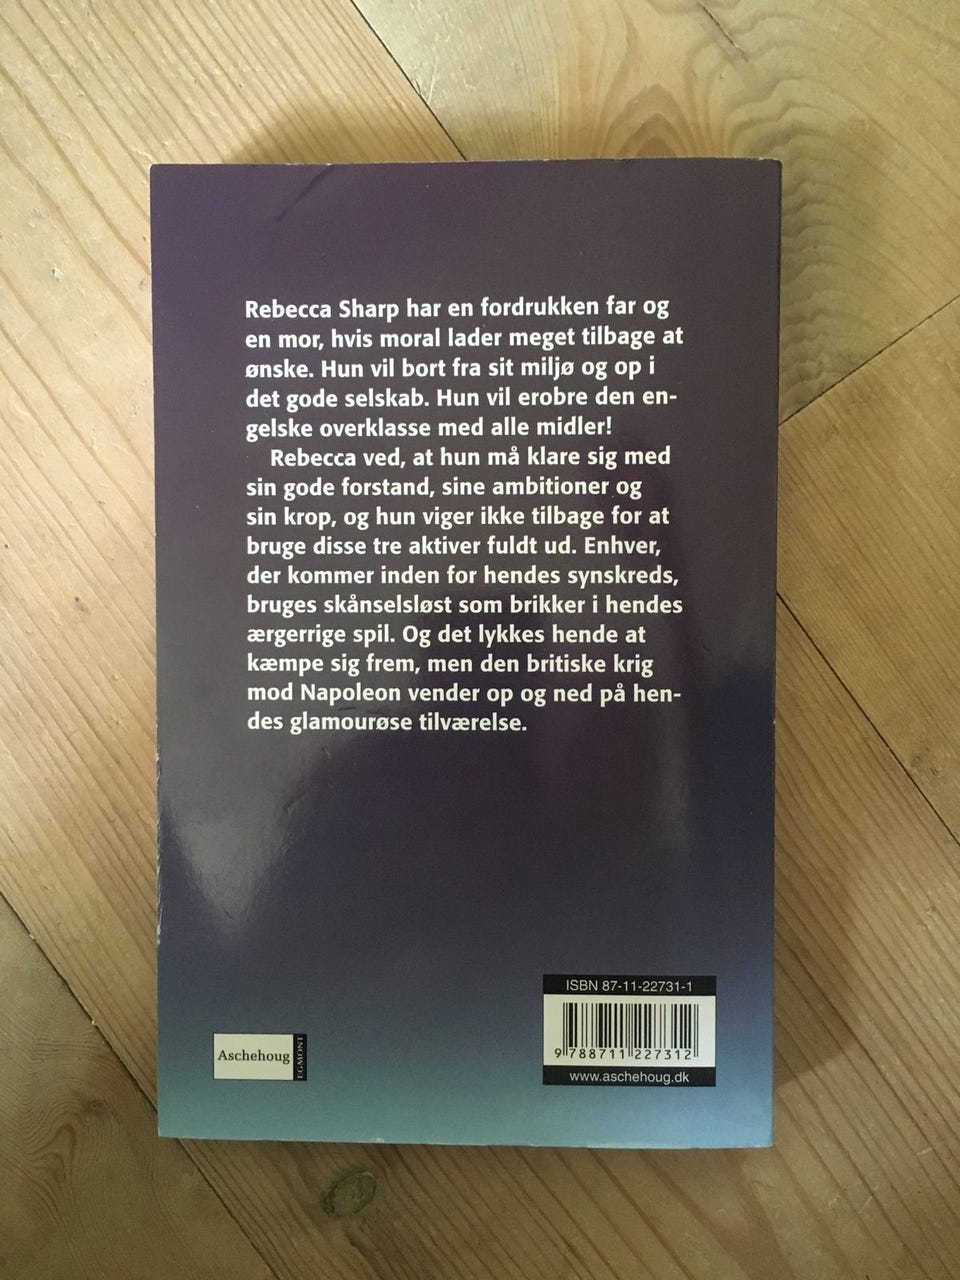 Rebecca Sharp har en fordrukken far og
en mor, hvis moral lader meget tilbage at
ønske. Hun vil bort fra sit miljø og op i
det gode selskab. Hun vil erobre den en-
gelske overklasse med alle midler!
Rebecca ved, at hun må klare sig med
sin gode forstand, sine ambitioner og
sin krop, og hun viger ikke tilbage for at
bruge disse tre aktiver fuldt ud. Enhver,
der kommer inden for hendes synskreds,
bruges skånselsløst som brikker i hendes
ærgerrige spil. Og det lykkes hende at
kæmpe sig frem, men den britiske krig
mod Napoleon vender op og ned på hen-
des glamourøse tilværelse.
Aschehoug
EGMONT
ISBN 87-11-22731-1
9 788711 227312
www.aschehoug.dk